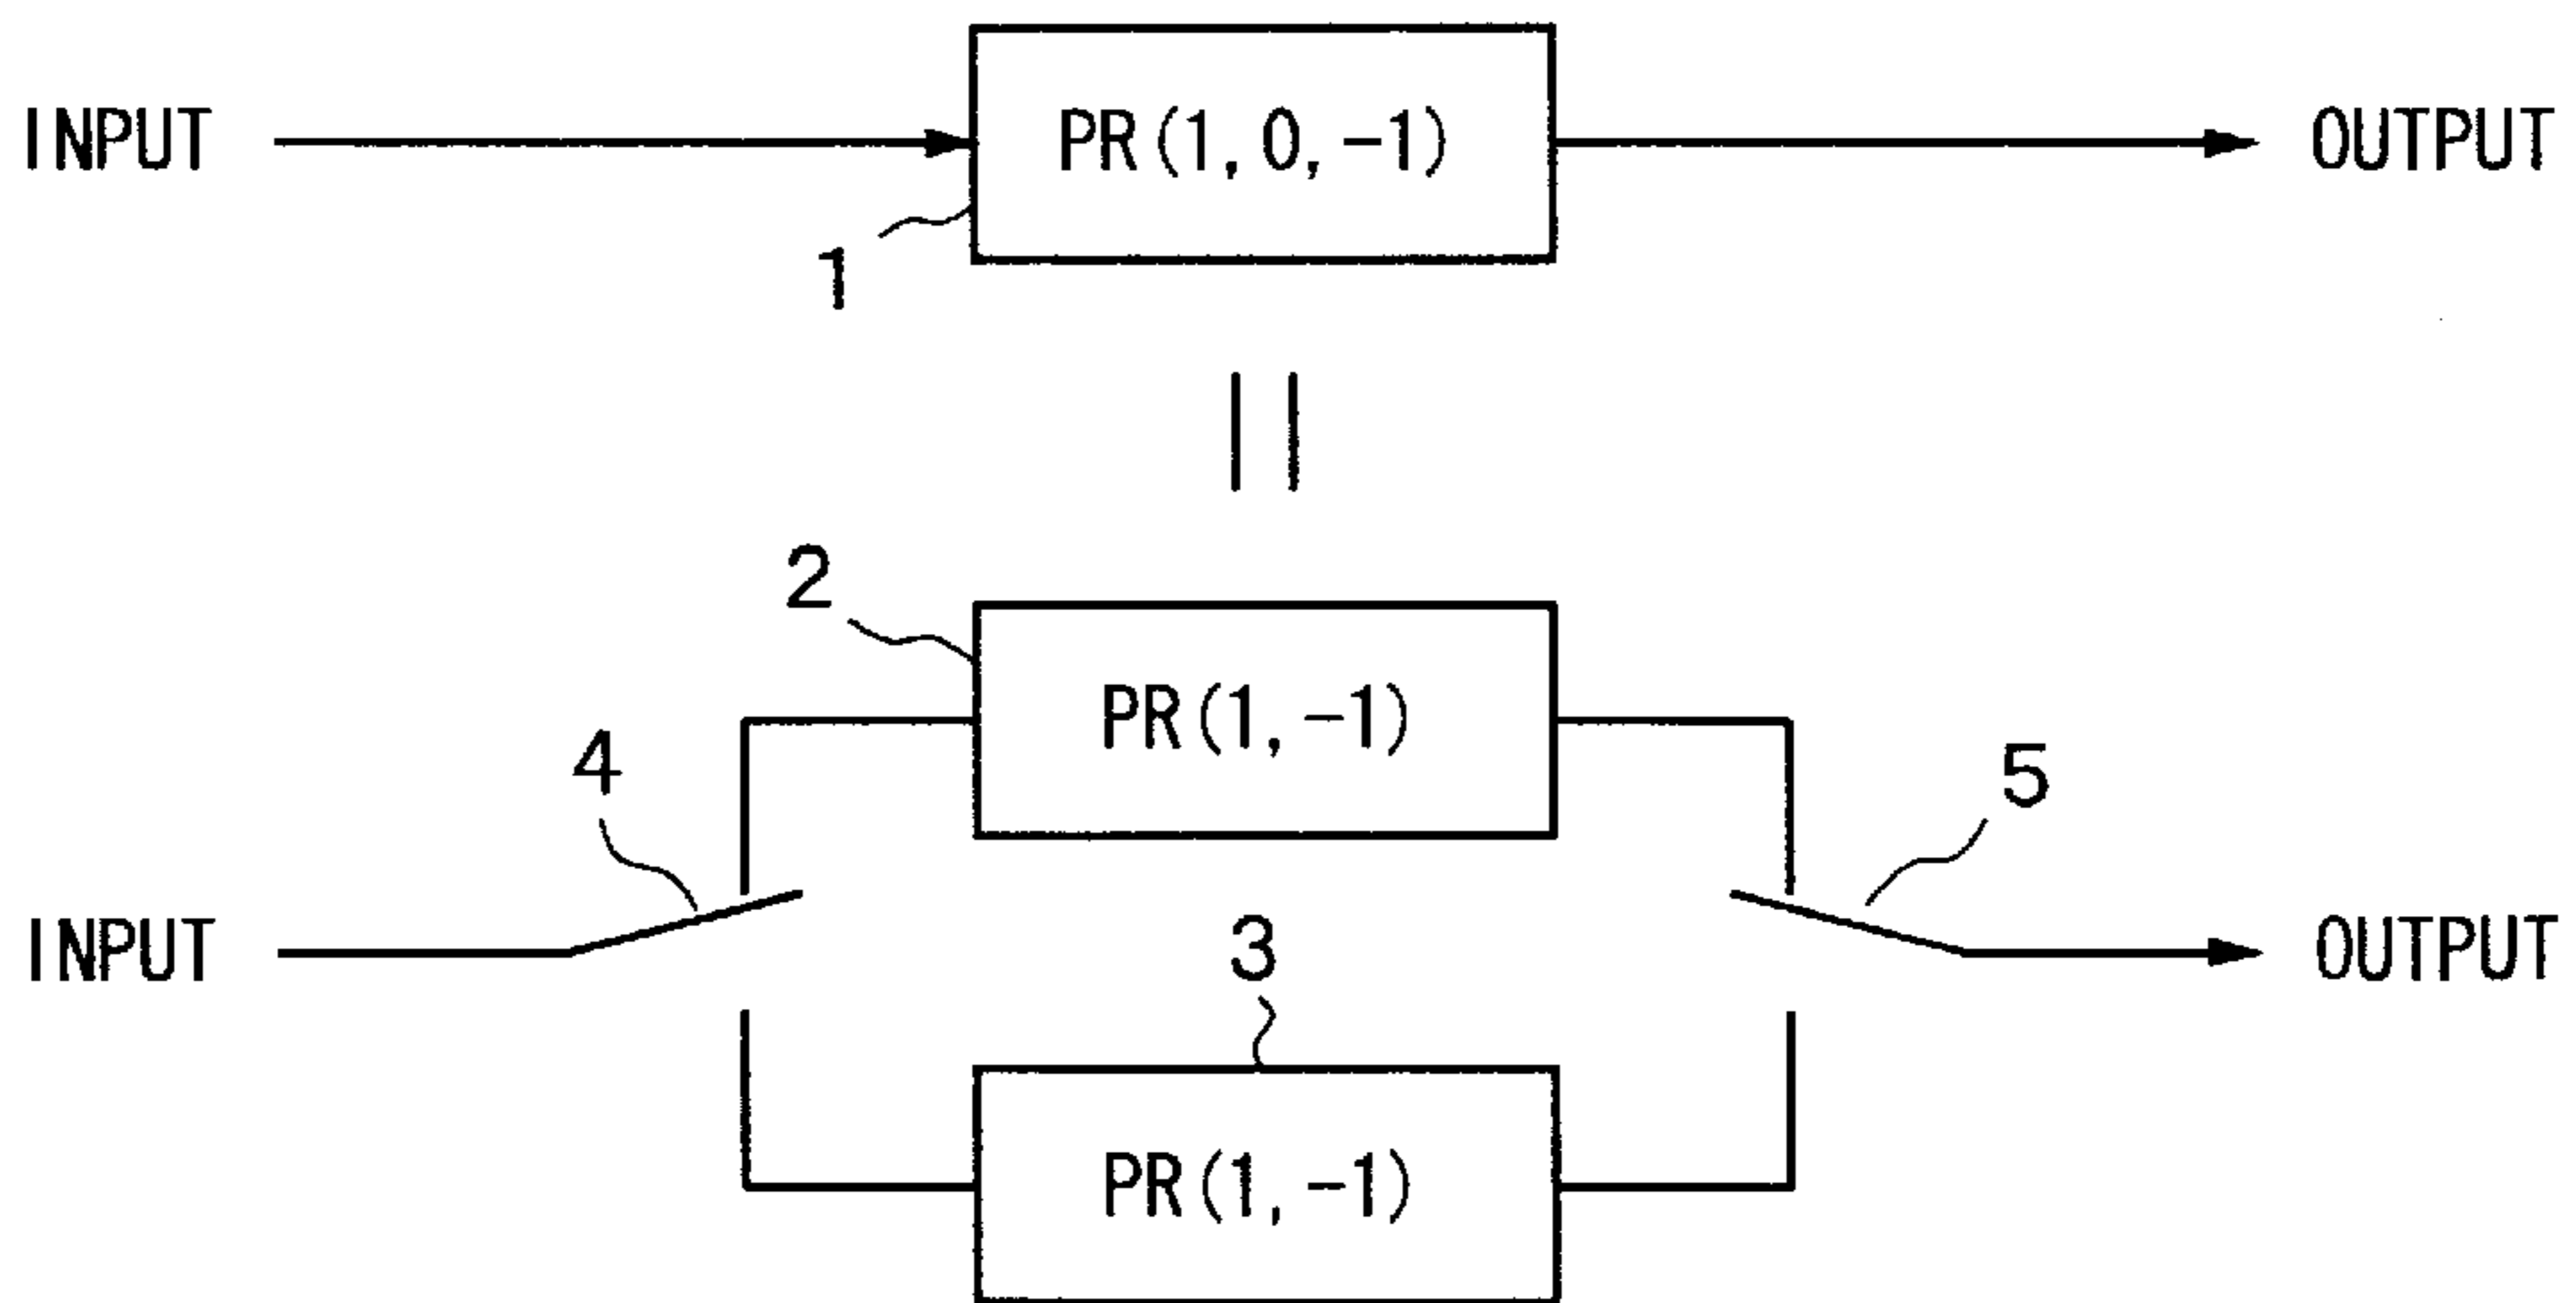 INPUT
PR(1,0,-1)
OUTPUT
1
2
PR(1,-1)
4
5
INPUT
3
OUTPUT
PR(1,-1)